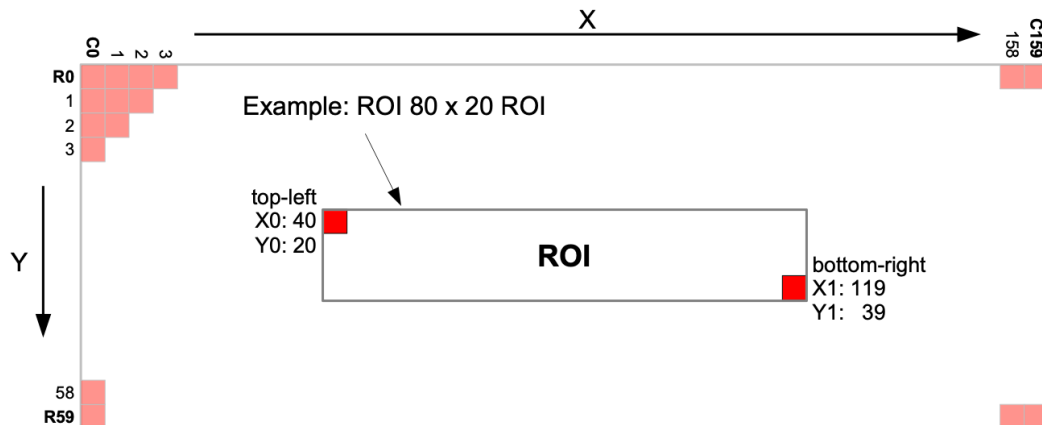 X
C0
1
2
3
158
C159
R0
1
2
3
Example: ROI 80 x 20 ROI
top-left
X0: 40
Y0: 20
ROI
bottom-right
X1: 119
Y1: 39
Y
58
R59